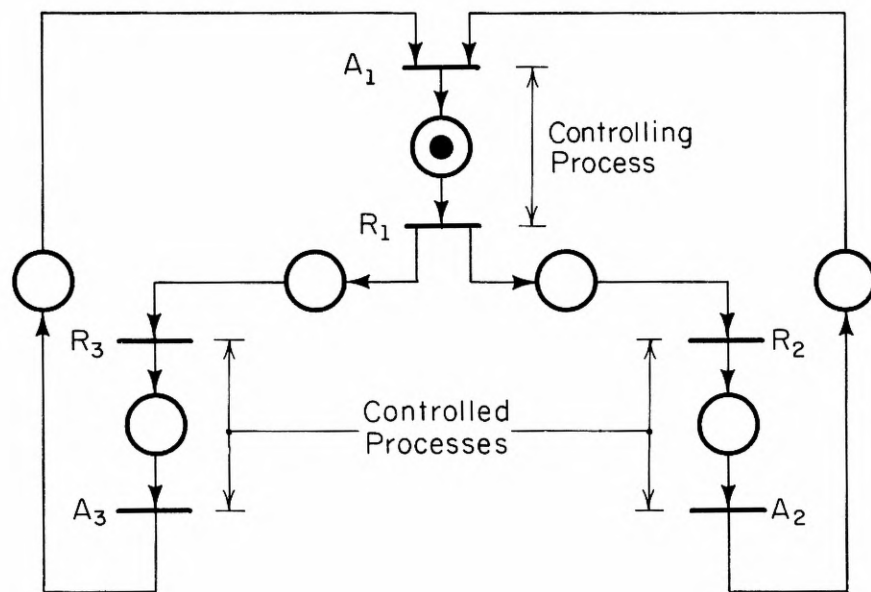 A1
Controlling
Process
R1
R3
R2
Controlled
Processes
A3
A2